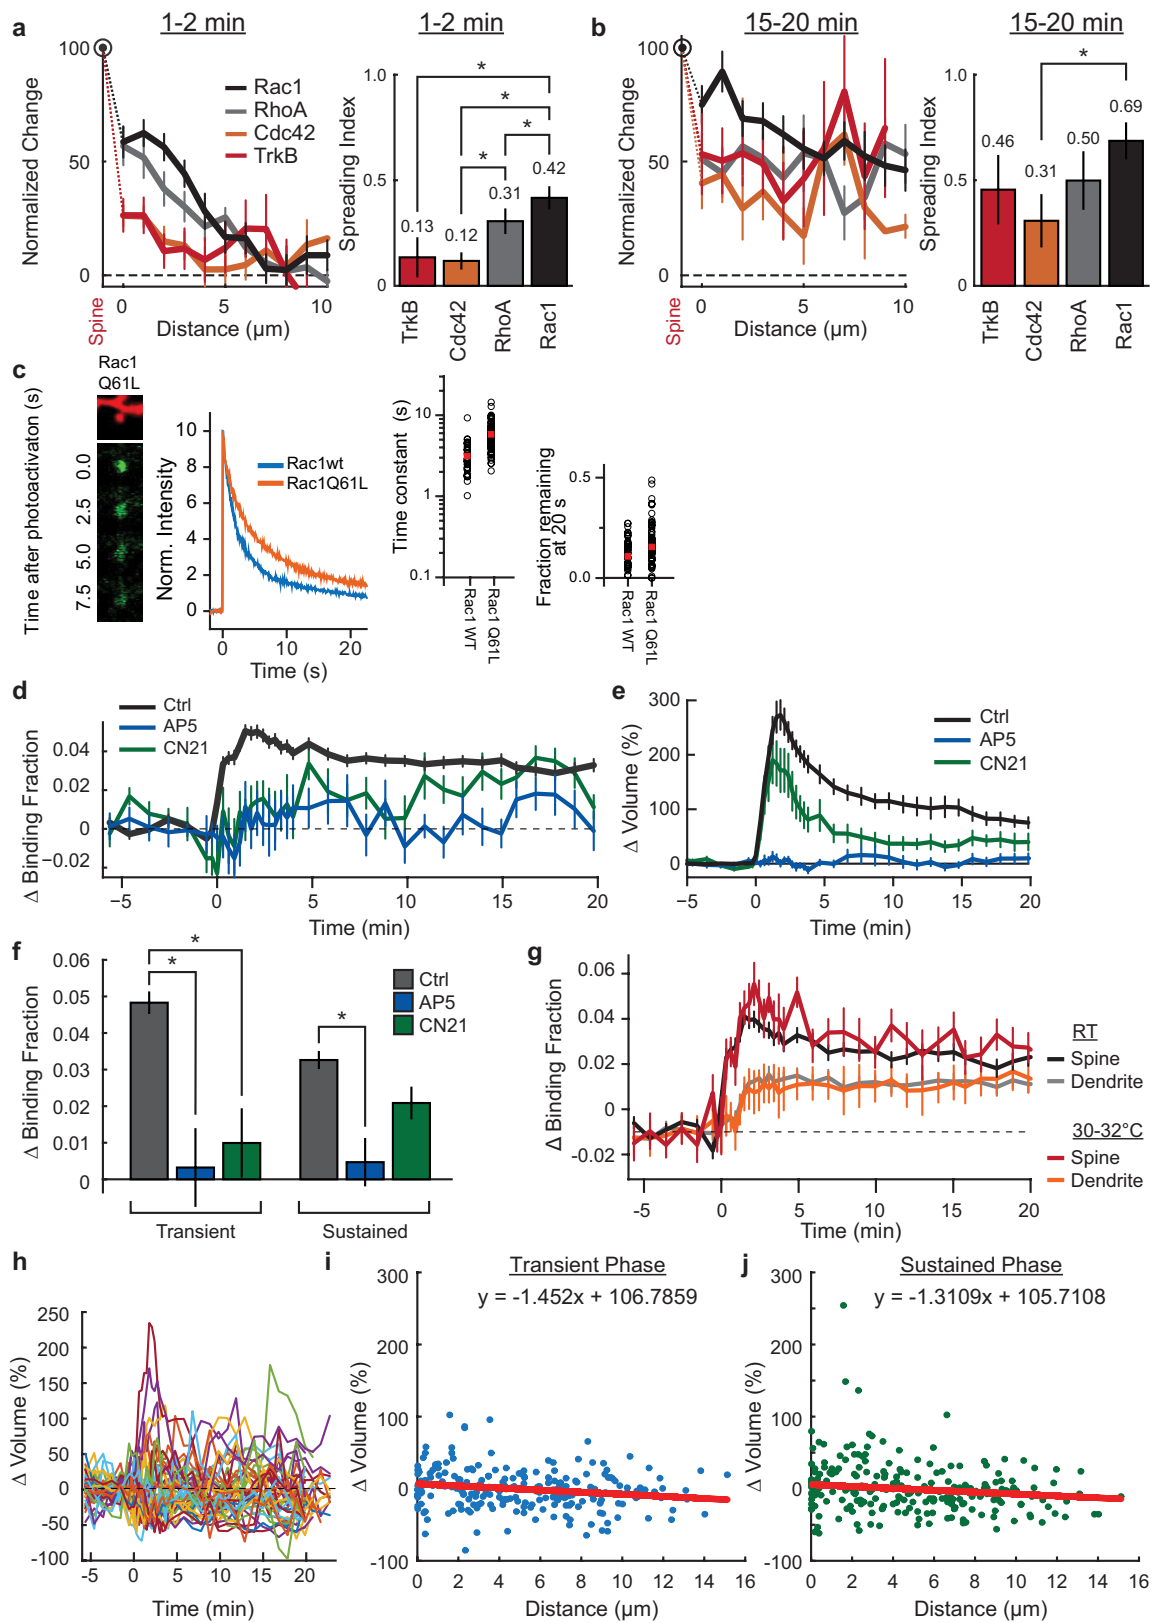 a
1-2 min
1-2 min
b
15-20 min
15-20 min
100
50
0
Normalized Change
Rac1
RhoA
Cdc42
TrkB
Spine
0
5
10
Distance (µm)
1.0
0.5
0
Spreading Index
*
*
*
*
0.13
0.12
0.31
0.42
TrkB
Cdc42
RhoA
Rac1
100
50
0
Normalized Change
Spine
0
5
10
Distance (µm)
1.0
0.5
0
Spreading Index
*
0.46
0.31
0.50
0.69
TrkB
Cdc42
RhoA
Rac1
c
Rac1
Q61L
Time after photoactivaton (s)
0.0
2.5
5.0
7.5
10
8
6
4
2
0
Norm. Intensity
Rac1wt
Rac1Q61L
0
10
20
Time (s)
Time constant (s)
10
1
0.1
Rac1 WT
Rac1 Q61L
Fraction remaining
at 20 s
0.5
0.0
Rac1 WT
Rac1 Q61L
d
Ctrl
AP5
CN21
0.04
0.02
0
−0.02
Δ Binding Fraction
-5
0
5
10
15
20
Time (min)
e
300
200
100
0
Δ Volume (%)
Ctrl
AP5
CN21
−5
0
5
10
15
20
Time (min)
f
0.06
0.05
0.04
0.03
0.02
0.01
0
Δ Binding Fraction
*
*
*
Ctrl
AP5
CN21
Transient
Sustained
g
0.06
0.04
0.02
0
-0.02
Δ Binding Fraction
RT
Spine
Dendrite
30-32°C
Spine
Dendrite
-5
0
5
10
15
20
Time (min)
h
250
200
150
100
50
0
-50
-100
Δ Volume (%)
-5
0
5
10
15
20
Time (min)
i
Transient Phase
y = -1.452x + 106.7859
300
200
100
0
-100
Δ Volume (%)
0
2
4
6
8
10
12
14
16
Distance (µm)
j
Sustained Phase
y = -1.3109x + 105.7108
300
200
100
0
-100
Δ Volume (%)
0
2
4
6
8
10
12
14
16
Distance (µm)